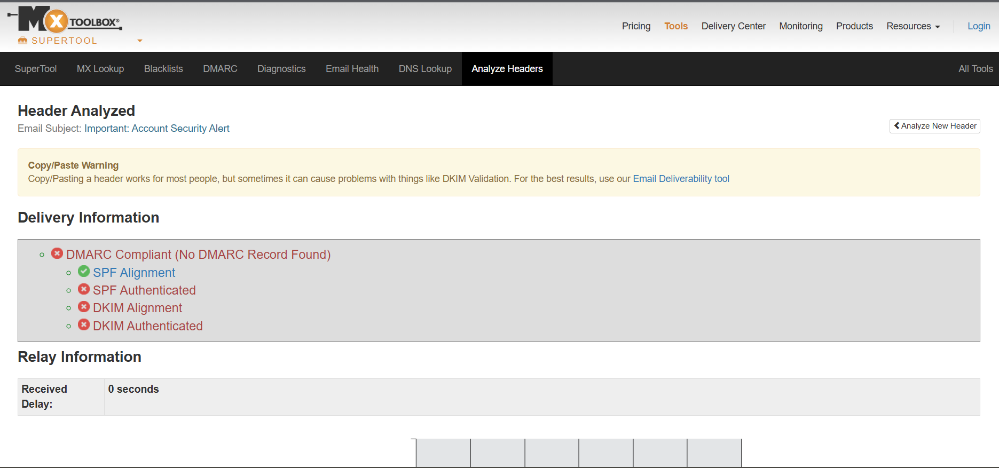 MX TOOLBOX®
SUPERTOOL
Pricing Tools Delivery Center Monitoring Products Resources Login
SuperTool MX Lookup Blacklists DMARC Diagnostics Email Health DNS Lookup Analyze Headers All Tools
Header Analyzed
Email Subject: Important: Account Security Alert
Analyze New Header
Copy/Paste Warning
Copy/Pasting a header works for most people, but sometimes it can cause problems with things like DKIM Validation. For the best results, use our Email Deliverability tool
Delivery Information
DMARC Compliant (No DMARC Record Found)
SPF Alignment
SPF Authenticated
DKIM Alignment
DKIM Authenticated
Relay Information
Received 0 seconds
Delay: